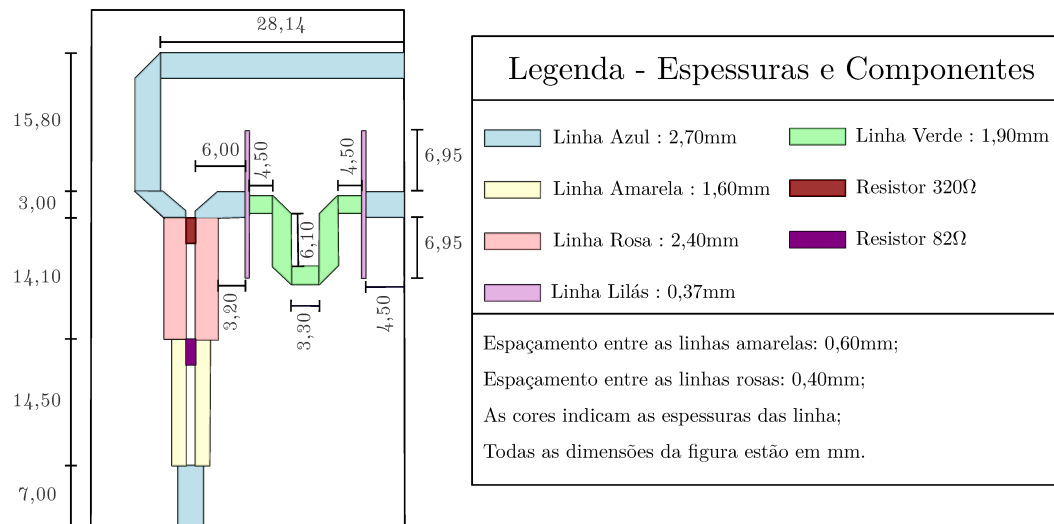 28,14
15,80
6,00
4,50
4,50
6,95
3,00
6,10
6,95
14,10
3,20
3,30
4,50
14,50
7,00
Legenda - Espessuras e Componentes
Linha Azul : 2,70mm
Linha Verde : 1,90mm
Linha Amarela : 1,60mm
Resistor 320Ω
Linha Rosa : 2,40mm
Resistor 82Ω
Linha Lilás : 0,37mm
Espaçamento entre as linhas amarelas: 0,60mm;
Espaçamento entre as linhas rosas: 0,40mm;
As cores indicam as espessuras das linha;
Todas as dimensões da figura estão em mm.